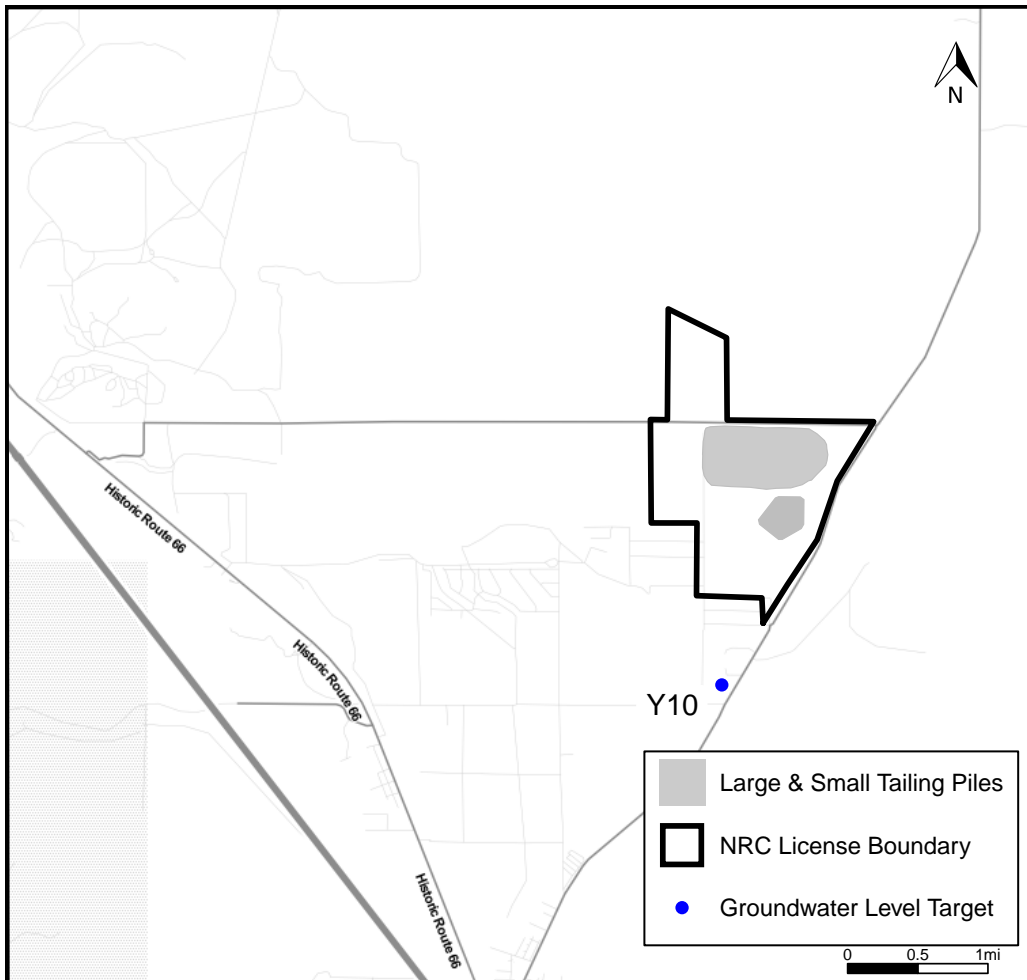 N
Historic Route 66
Historic Route 66
Y10
Historic Route 66
Large & Small Tailing Piles
NRC License Boundary
Groundwater Level Target
0 0.5 1mi